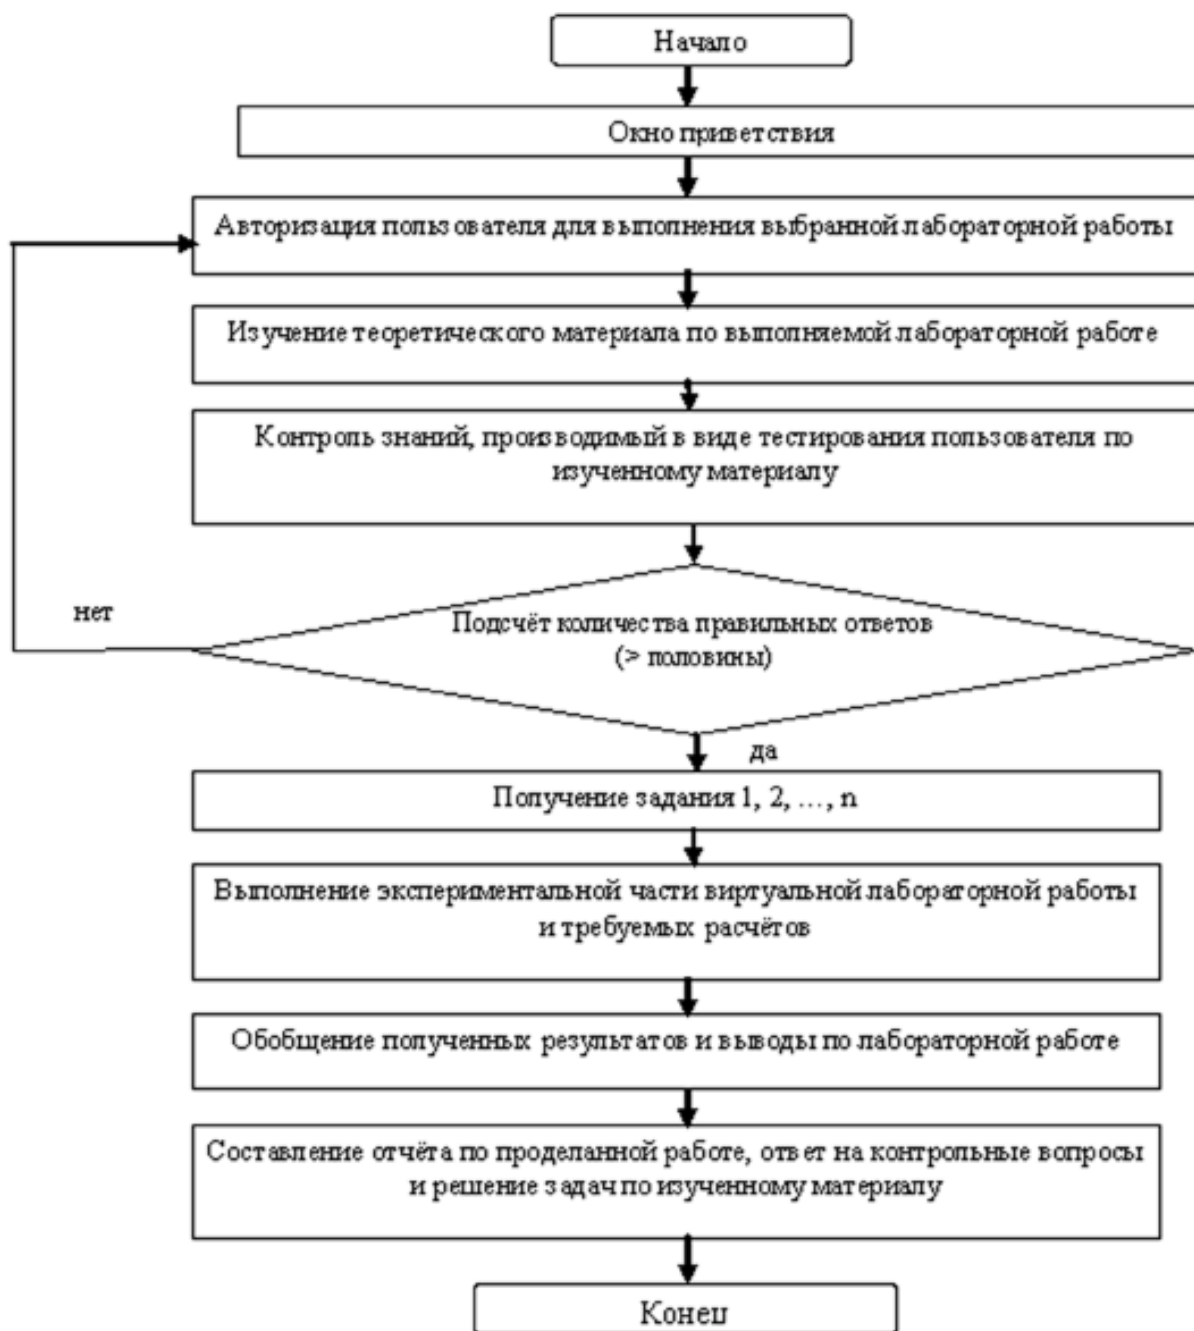 Начало
Окно приветствия
Авторизация пользователя для выполнения выбранной лабораторной работы
Изучение теоретического материала по выполняемой лабораторной работе
Контроль знаний, производимый в виде тестирования пользователя по
изученному материалу
нет
Подсчёт количества правильных ответов
(> половины)
да
Получение задания 1, 2, …, n
Выполнение экспериментальной части виртуальной лабораторной работы
и требуемых расчётов
Обобщение полученных результатов и выводы по лабораторной работе
Составление отчёта по проделанной работе, ответ на контрольные вопросы
и решение задач по изученному материалу
Конец